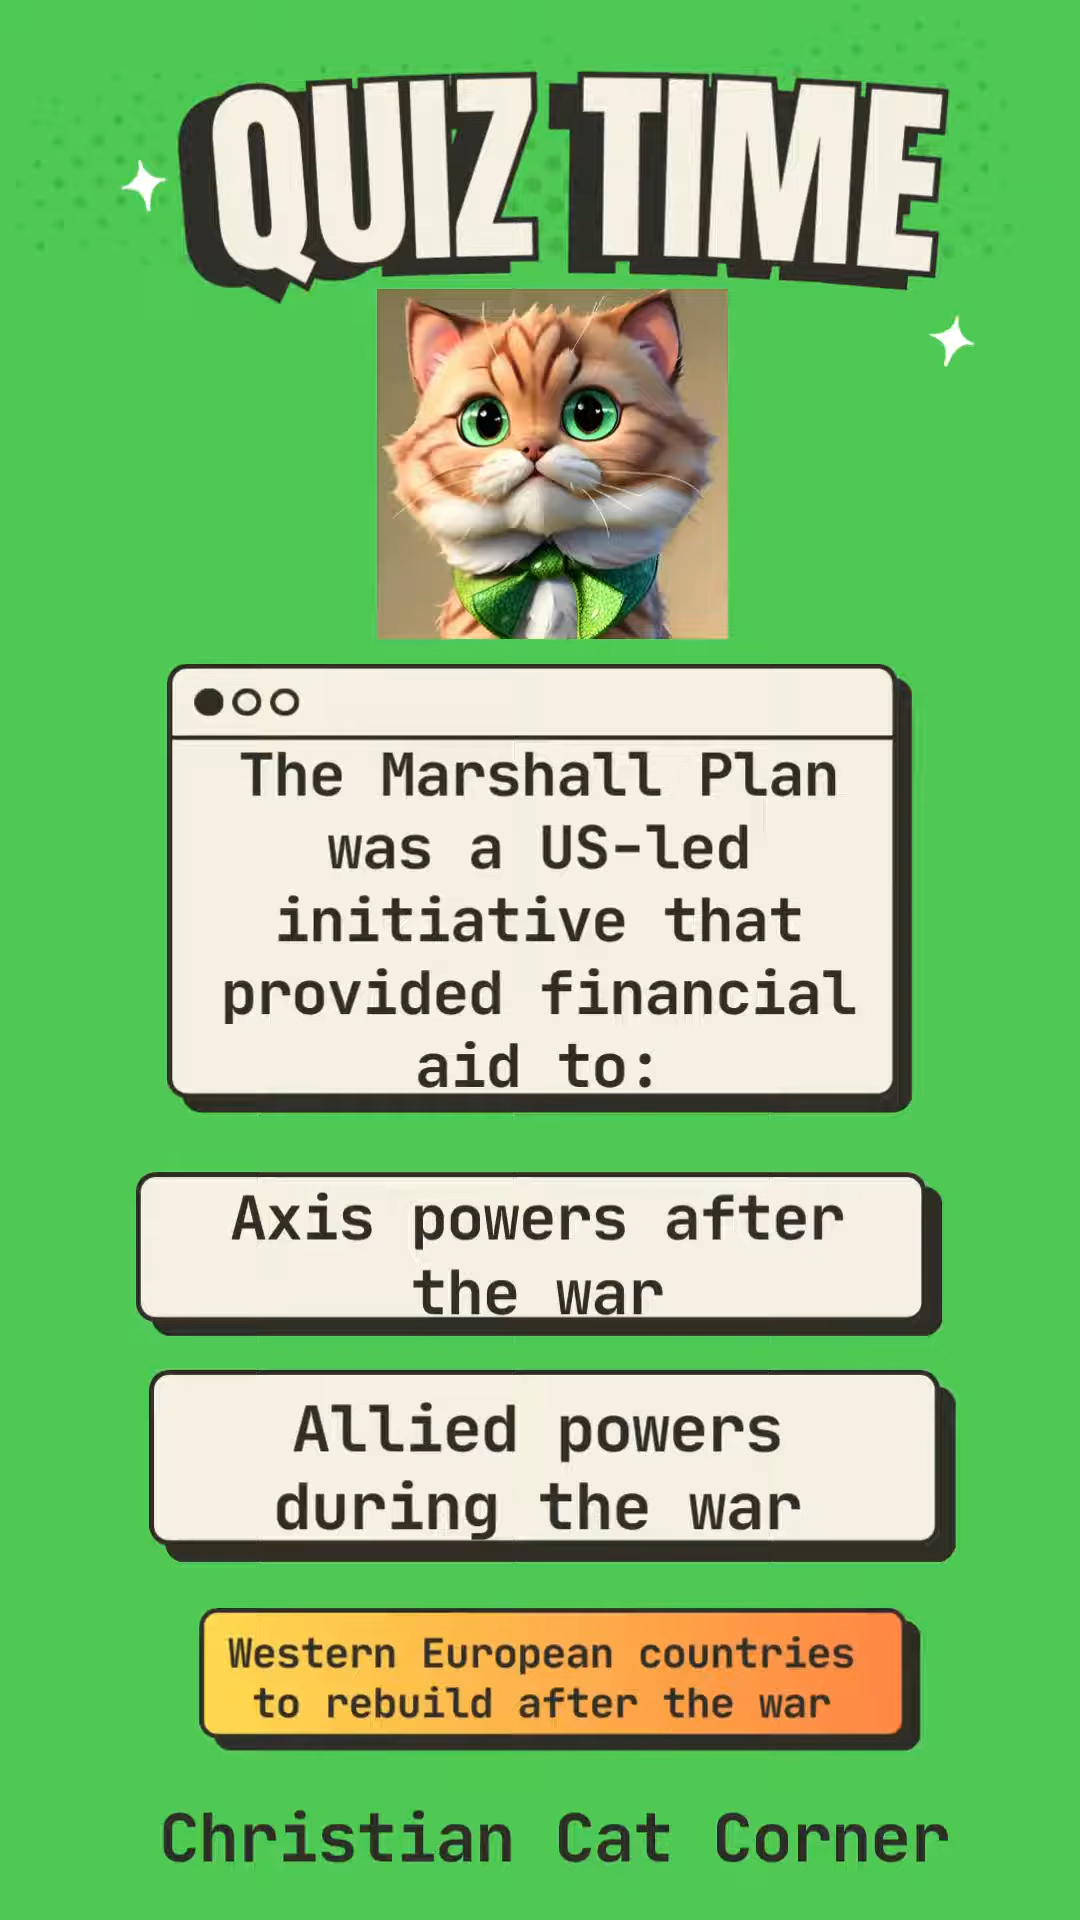 QUIZ TIME
The Marshall Plan
was a US-led
initiative that
provided financial
aid to:
Axis powers after
the war
Allied powers
during the war
Western European countries
to rebuild after the war
Christian Cat Corner